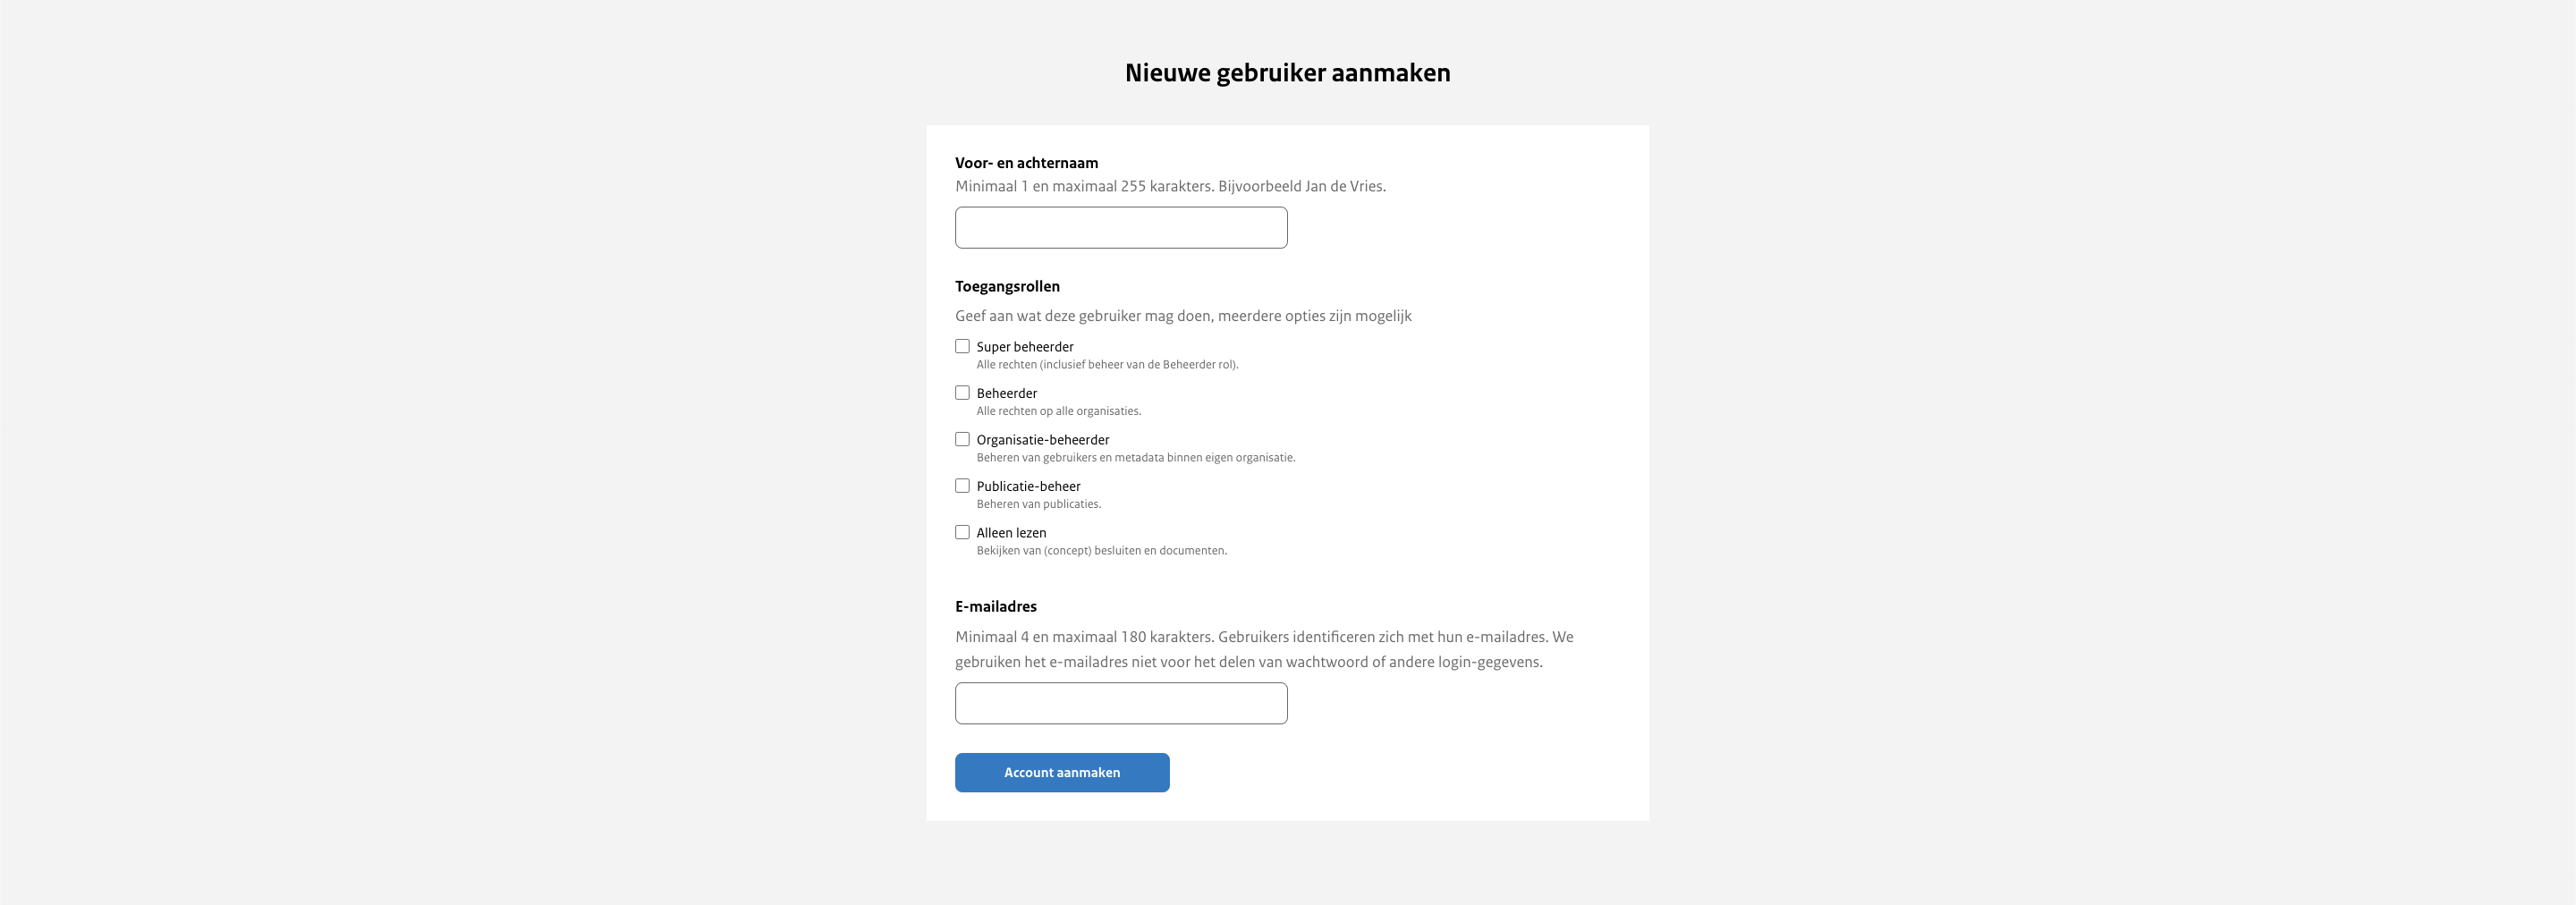 Nieuwe gebruiker aanmaken
Voor- en achternaam
Minimaal 1 en maximaal 255 karakters. Bijvoorbeeld Jan de Vries.
Toegangsrollen
Geef aan wat deze gebruiker mag doen, meerdere opties zijn mogelijk
Super beheerder
Alle rechten (inclusief beheer van de Beheerder rol).
Beheerder
Alle rechten op alle organisaties.
Organisatie-beheerder
Beheren van gebruikers en metadata binnen eigen organisatie.
Publicatie-beheer
Beheren van publicaties.
Alleen lezen
Bekijken van (concept) besluiten en documenten.
E-mailadres
Minimaal 4 en maximaal 180 karakters. Gebruikers identificeren zich met hun e-mailadres. We
gebruiken het e-mailadres niet voor het delen van wachtwoord of andere login-gegevens.
Account aanmaken